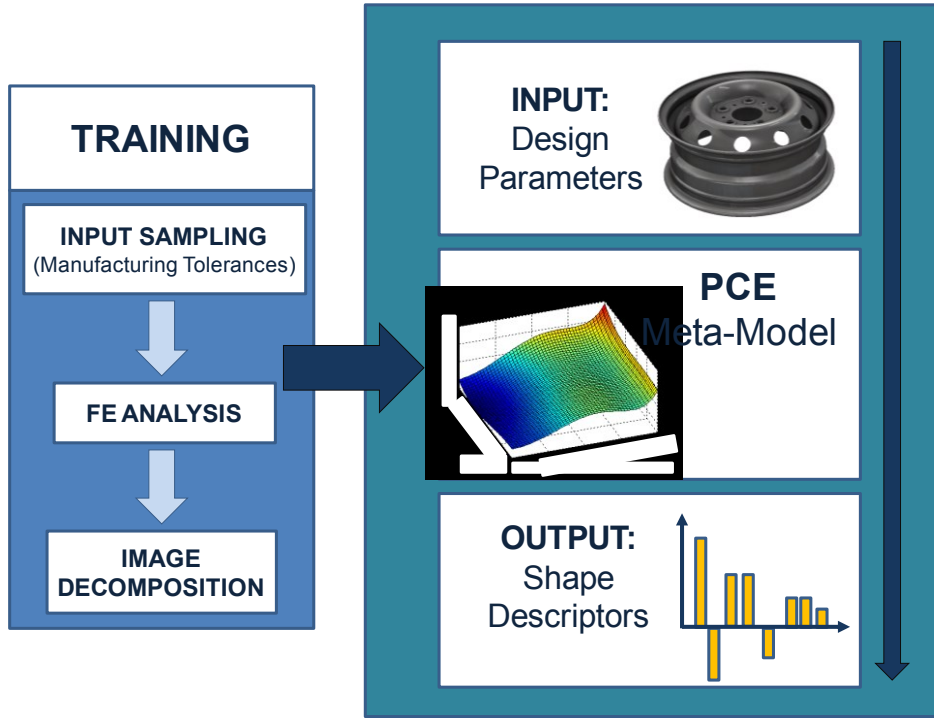 TRAINING
INPUT SAMPLING
(Manufacturing Tolerances)
FE ANALYSIS
IMAGE
DECOMPOSITION
INPUT:
Design
Parameters
PCE
Meta-Model
OUTPUT:
Shape
Descriptors